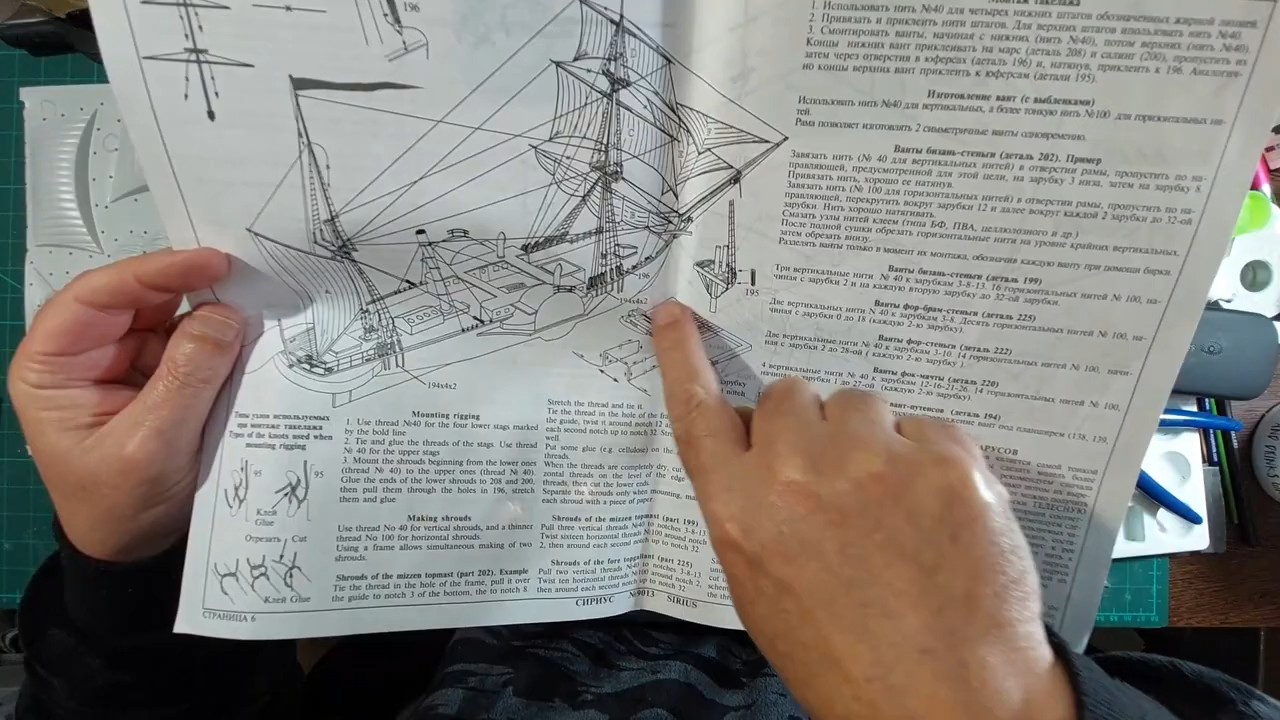 196
Монтаж такелажа
1. Использовать нить №40 для четырех нижних штагов обозначенных жирной линией.
2. Привязать и приклеить нити штагов. Для верхних штагов использовать нить №40.
3. Смонтировать ванты, начиная с нижних (нить №40), потом верхних (нить №40).
Концы нижних вант приклеивать на марс (деталь 208) и салинг (200), пропустить их
затем через отверстия в юферсах (деталь 196) и, натянув, приклеить к 196. Аналогич-
но концы верхних вант приклеить к юферсам (детали 195).
Изготовление вант (с выбленками)
Использовать нить №40 для вертикальных, а более тонкую нить №100 для горизонтальных ни-
тей.
Рама позволяет изготовлять 2 симметричные ванты одновременно.
Ванты бизань-стеньги (деталь 202). Пример
Завязать нить (№ 40 для вертикальных нитей) в отверстии рамы, пропустить по на-
правляющей, предусмотренной для этой цели, на зарубку 3 низа, затем на зарубку 8.
Привязать нить, хорошо ее натянув.
Завязать нить (№ 100 для горизонтальных нитей) в отверстии рамы, пропустить по на-
правляющей, перекрутить вокруг зарубки 12 и далее вокруг каждой 2 зарубки до 32-ой
зарубки. Нить хорошо натягивать.
Смазать узлы нитей клеем (типа БФ, ПВА, целлюлозного и др.)
После полной сушки обрезать горизонтальные нити на уровне крайних вертикальных,
затем обрезать внизу.
Разделять ванты только в момент их монтажа, обозначив каждую ванту при помощи бирки.
Ванты бизань-стеньги (деталь 199)
Три вертикальные нити № 40 к зарубкам 3-8-13. 16 горизонтальных нитей № 100, на-
чиная с зарубки 2 и на каждую вторую зарубку до 32-ой зарубки.
Ванты фор-брам-стеньги (деталь 225)
Две вертикальные нити № 40 к зарубкам 3-8. Десять горизонтальных нитей № 100, на-
чиная с зарубки 0 до 18 (каждую 2-ю зарубку).
Ванты фор-стеньги (деталь 222)
Две вертикальные нити № 40 к зарубкам 3-10. 14 горизонтальных нитей № 100, начи-
ная с зарубки 2 до 28-ой ( каждую 2-ю зарубку ).
Ванты фок-мачты (деталь 220)
4 вертикальные нити № 40 к зарубкам 12-16-21-26. 14 горизонтальных нитей № 100,
зарубки 1 до 27-ой (каждую 2-ю зарубку).
вант-путенсов (деталь 194)
вант под планширем (138, 139,
196
195
194x4x2
194x4x2
зарубку
notch
Типы узлов используемых
при монтаже такелажа
Types of the knots used when
mounting rigging
95
95
Клей
Glue
Отрезать Cut
Клей Glue
Mounting rigging
1. Use thread №40 for the four lower stags marked
by the bold line
2. Tie and glue the threads of the stags. Use thread
№ 40 for the upper stags
3. Mount the shrouds beginning from the lower ones
(thread № 40) to the upper ones (thread № 40).
Glue the ends of the lower shrouds to 208 and 200,
then pull them through the holes in 196, stretch
them and glue
Making shrouds
Use thread No 40 for vertical shrouds, and a thinner
thread No 100 for horizontal shrouds.
Using a frame allows simultaneous making of two
shrouds.
Shrouds of the mizzen topmast (part 202). Example
Tie the thread in the hole of the frame, pull it over
the guide to notch 3 of the bottom, the to notch 8.
Stretch the thread and tie it.
Tie the thread in the hole of the
the guide, twist it around notch 12
each second notch up to notch 32.
well.
Put some glue (e.g. cellulose) on the
threads.
When the threads are completely dry, cut
zontal threads on the level of the edge
threads, then cut the lower ends.
Separate the shrouds only when mounting,
each shroud with a piece of paper.
Shrouds of the mizzen topmast (part 199)
Pull three vertical threads №40 to notches 3-8-13.
Twist sixteen horizontal threads №100 around notch
2, then around each second notch up to notch 32
Shrouds of the fore topgallant (part 225)
Pull two vertical threads №40 to notches 3-8-13.
Twist ten horizontal threads №100 around notch 2,
then around each second notch up to notch 32
СТРАНИЦА 6
СИРИУС №9013 SIRIUS